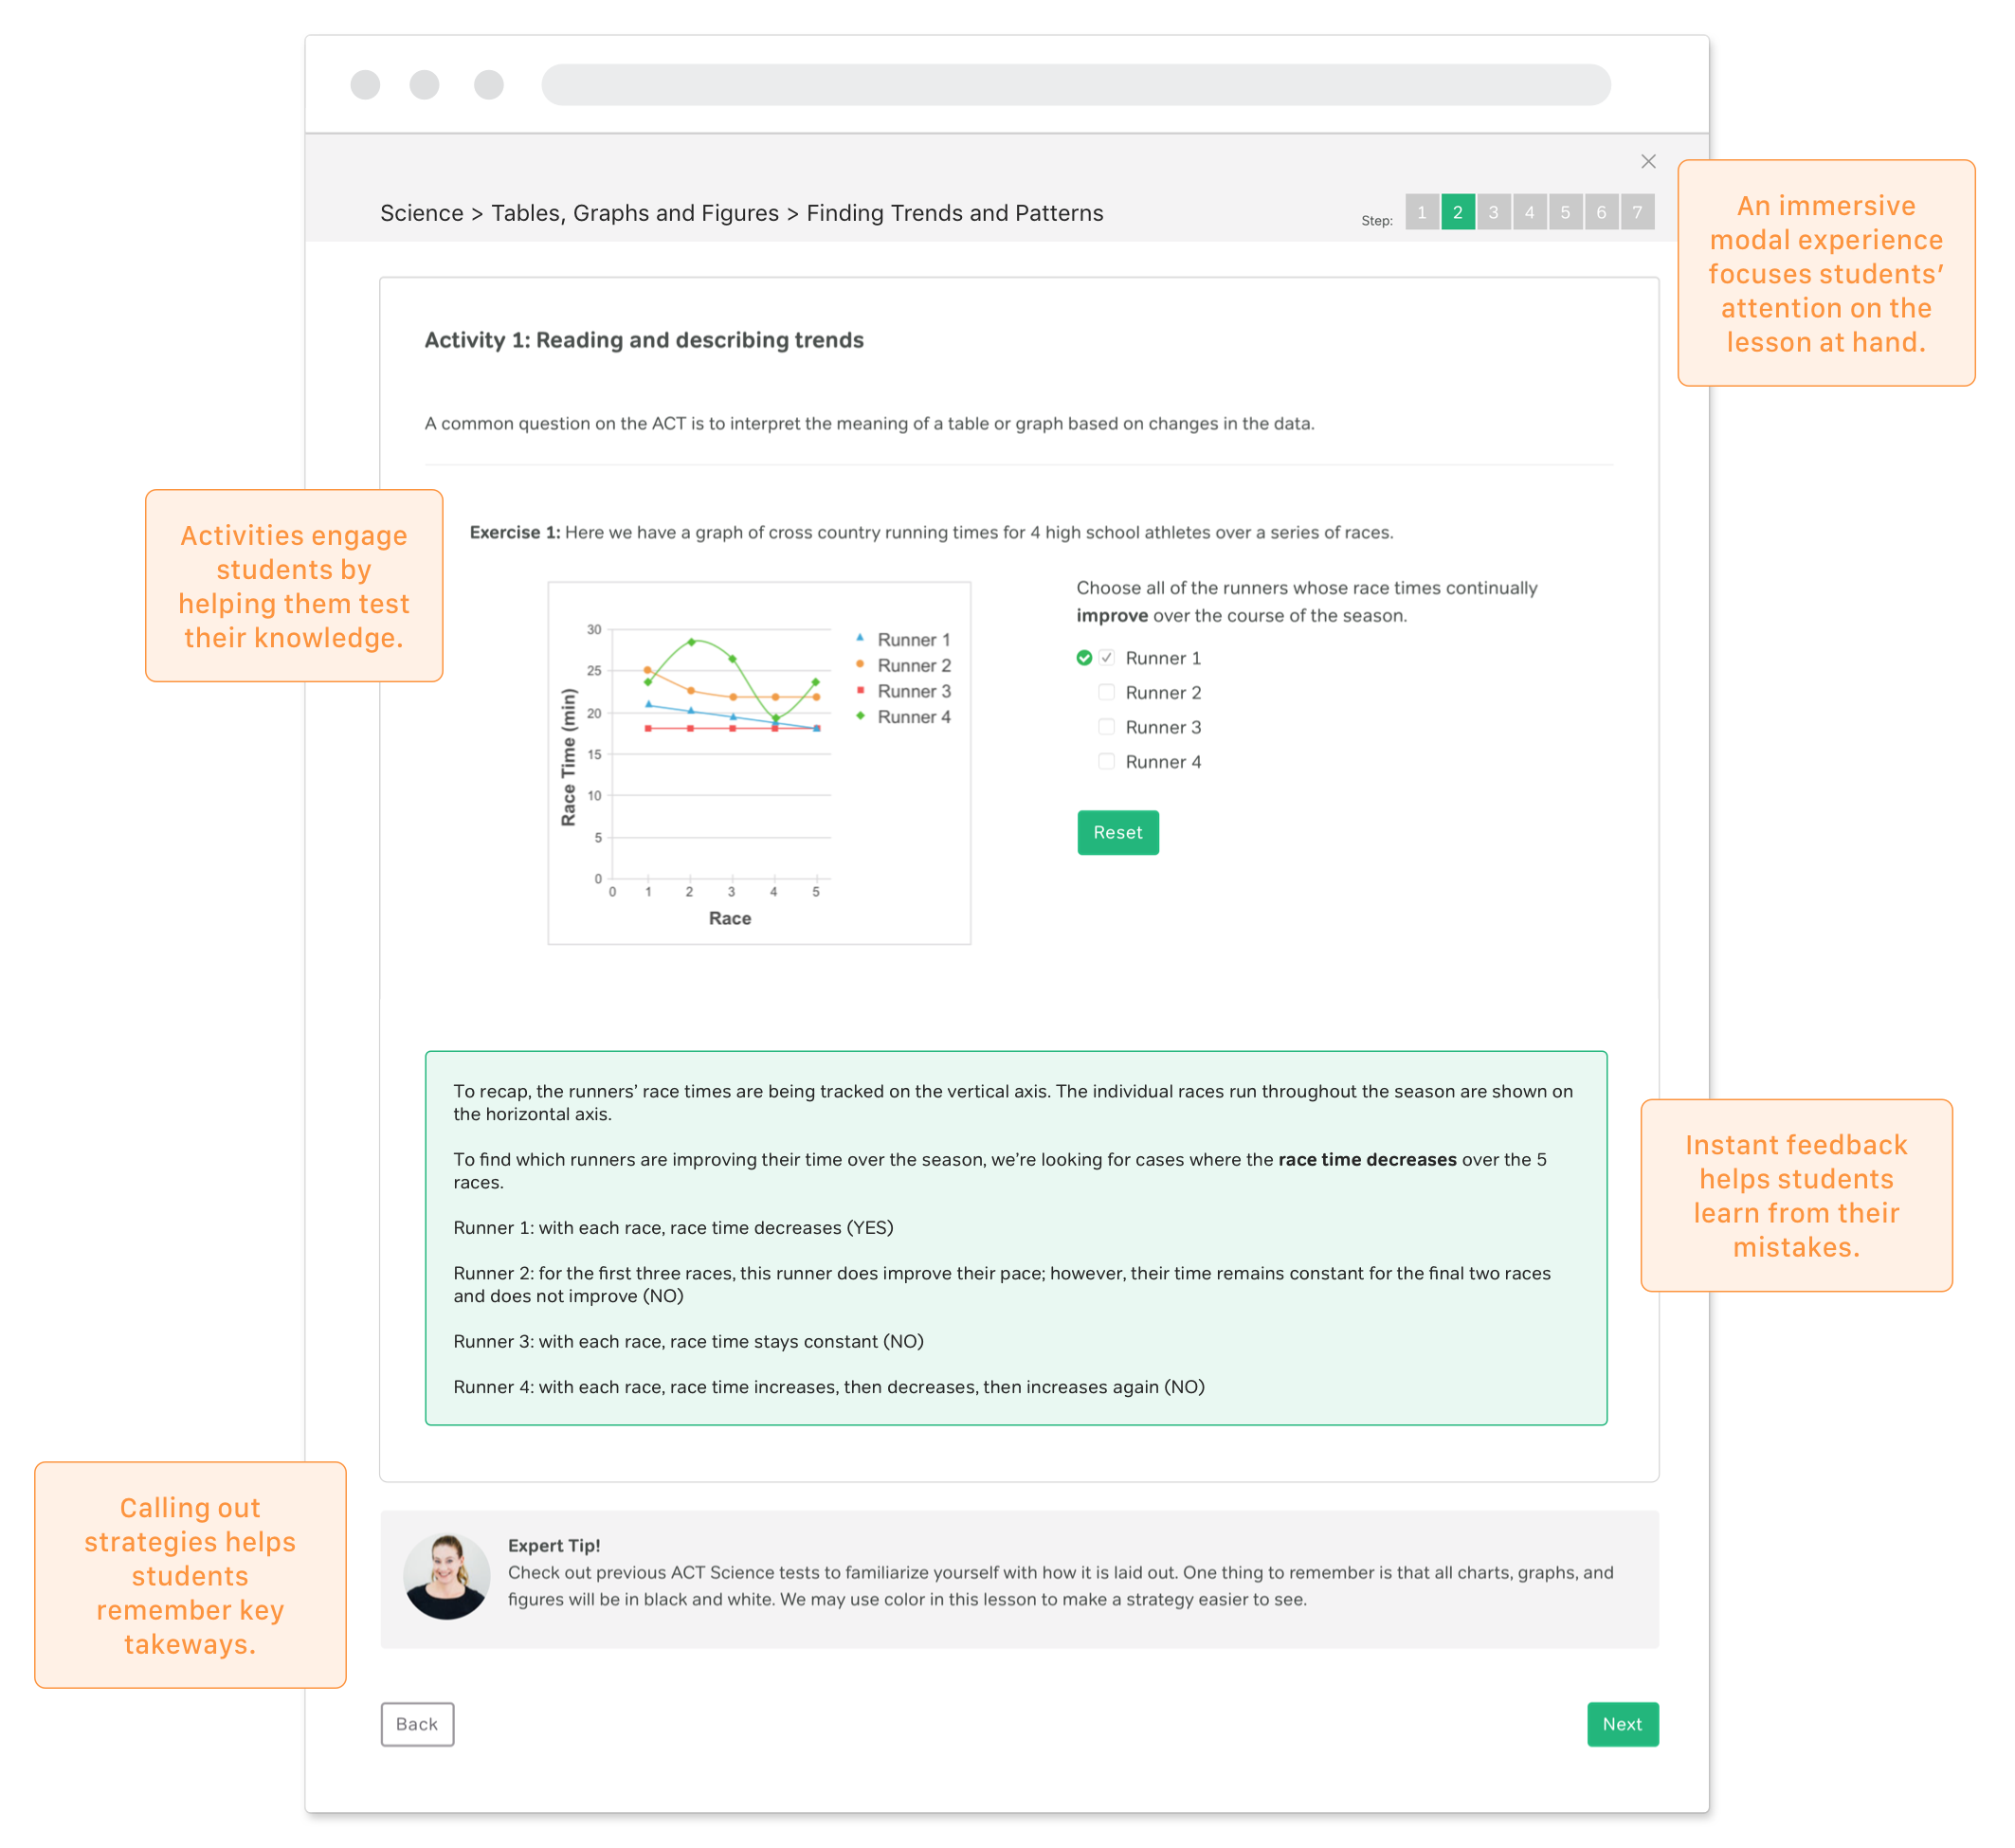 Science > Tables, Graphs and Figures > Finding Trends and Patterns
Step: 1 2 3 4 5 6 7
An immersive
modal experience
focuses students’
attention on the
lesson at hand.
Activity 1: Reading and describing trends
A common question on the ACT is to interpret the meaning of a table or graph based on changes in the data.
Activities engage
students by
helping them test
their knowledge.
Exercise 1: Here we have a graph of cross country running times for 4 high school athletes over a series of races.
Race Time (min)
30
25
20
15
10
5
0
0 1 2 3 4 5
Race
Runner 1
Runner 2
Runner 3
Runner 4
Choose all of the runners whose race times continually
improve over the course of the season.
Runner 1
Runner 2
Runner 3
Runner 4
Reset
To recap, the runners’ race times are being tracked on the vertical axis. The individual races run throughout the season are shown on
the horizontal axis.
To find which runners are improving their time over the season, we’re looking for cases where the race time decreases over the 5
races.
Runner 1: with each race, race time decreases (YES)
Runner 2: for the first three races, this runner does improve their pace; however, their time remains constant for the final two races
and does not improve (NO)
Runner 3: with each race, race time stays constant (NO)
Runner 4: with each race, race time increases, then decreases, then increases again (NO)
Instant feedback
helps students
learn from their
mistakes.
Calling out
strategies helps
students
remember key
takeways.
Expert Tip!
Check out previous ACT Science tests to familiarize yourself with how it is laid out. One thing to remember is that all charts, graphs, and
figures will be in black and white. We may use color in this lesson to make a strategy easier to see.
Back
Next